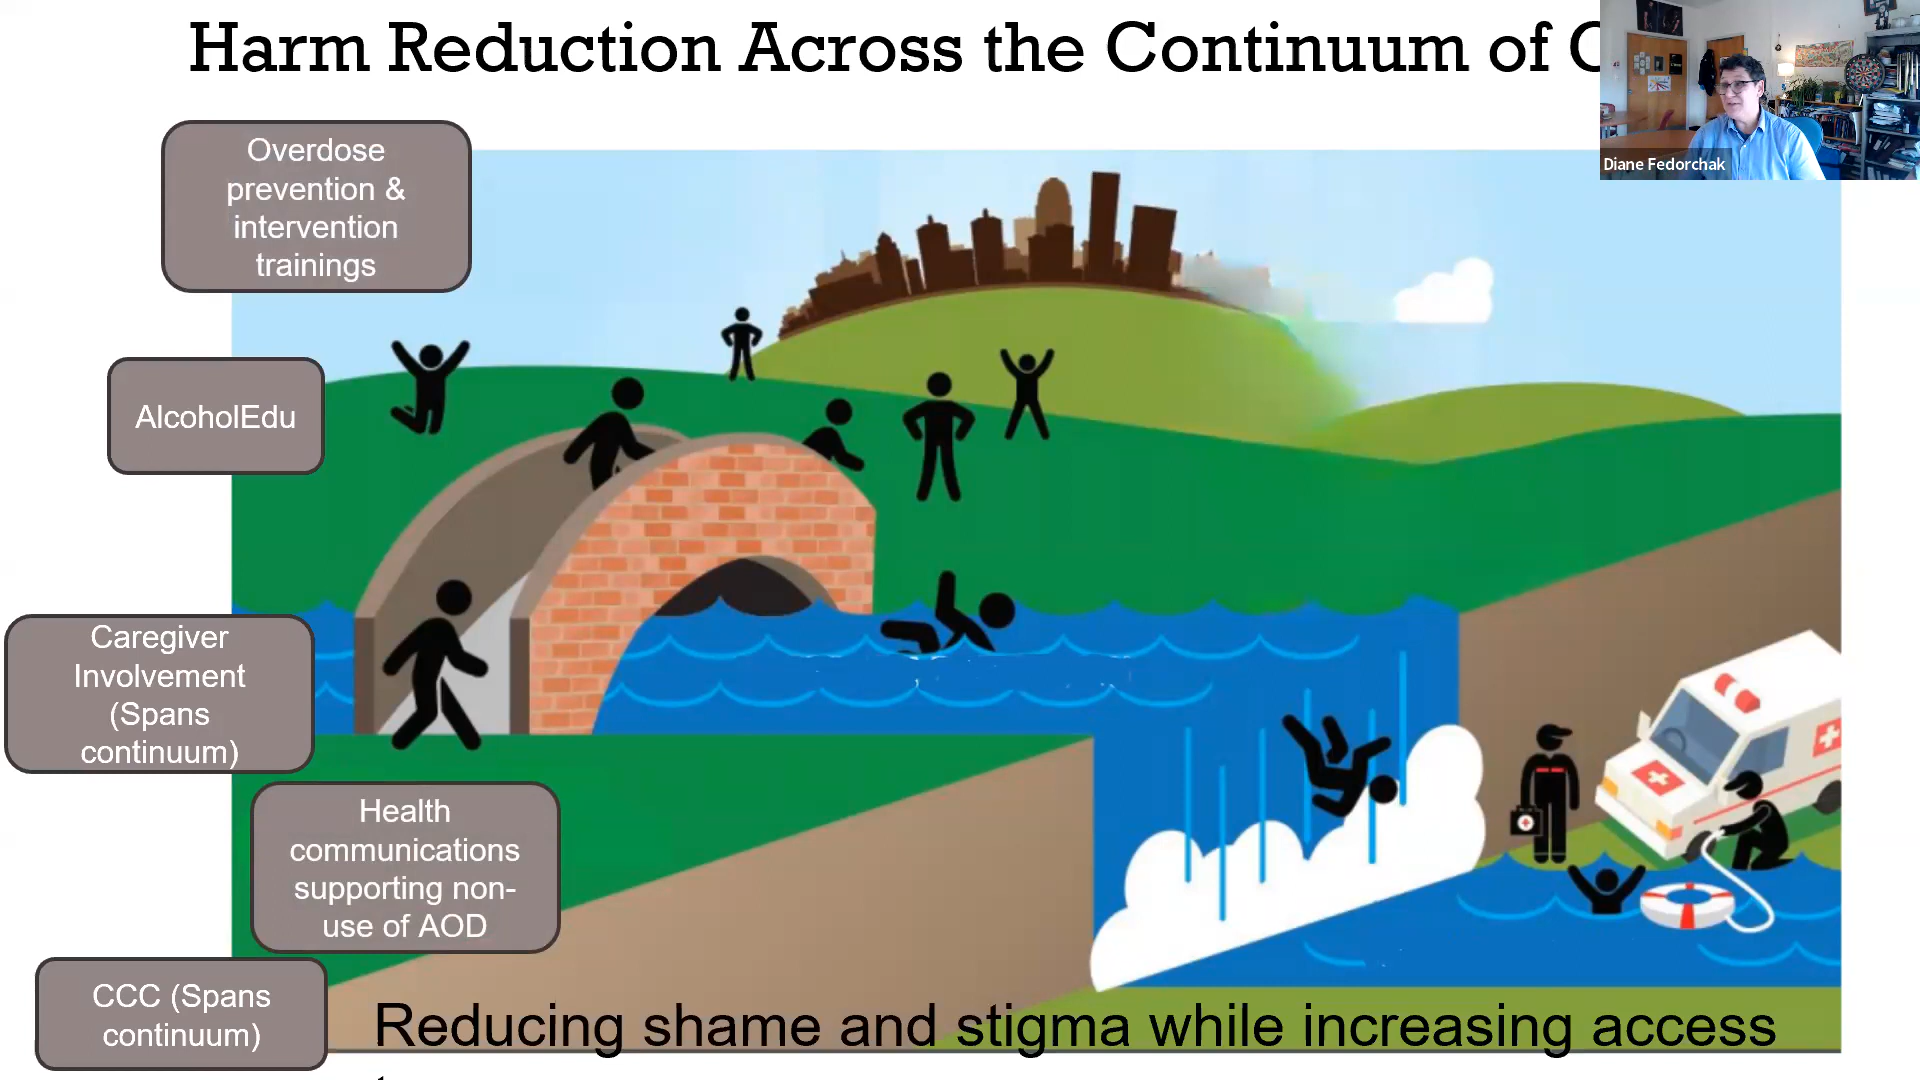 Harm Reduction Across the Continuum of
Diane Fedorchak
Overdose
prevention &
intervention
trainings
AlcoholEdu
Caregiver
Involvement
(Spans
continuum)
Health
communications
supporting non-
use of AOD
CCC (Spans
continuum)
Reducing shame and stigma while increasing access